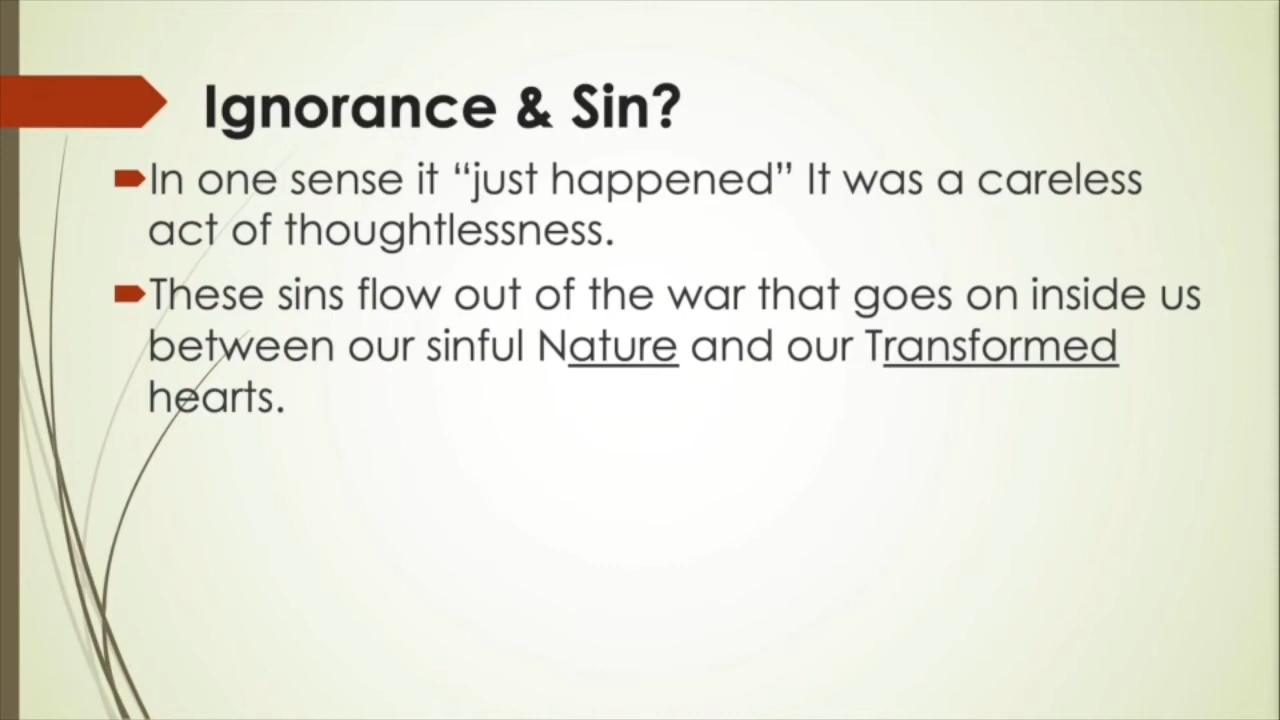 Ignorance & Sin?
In one sense it “just happened” It was a careless
act of thoughtlessness.
These sins flow out of the war that goes on inside us
between our sinful Nature and our Transformed
hearts.